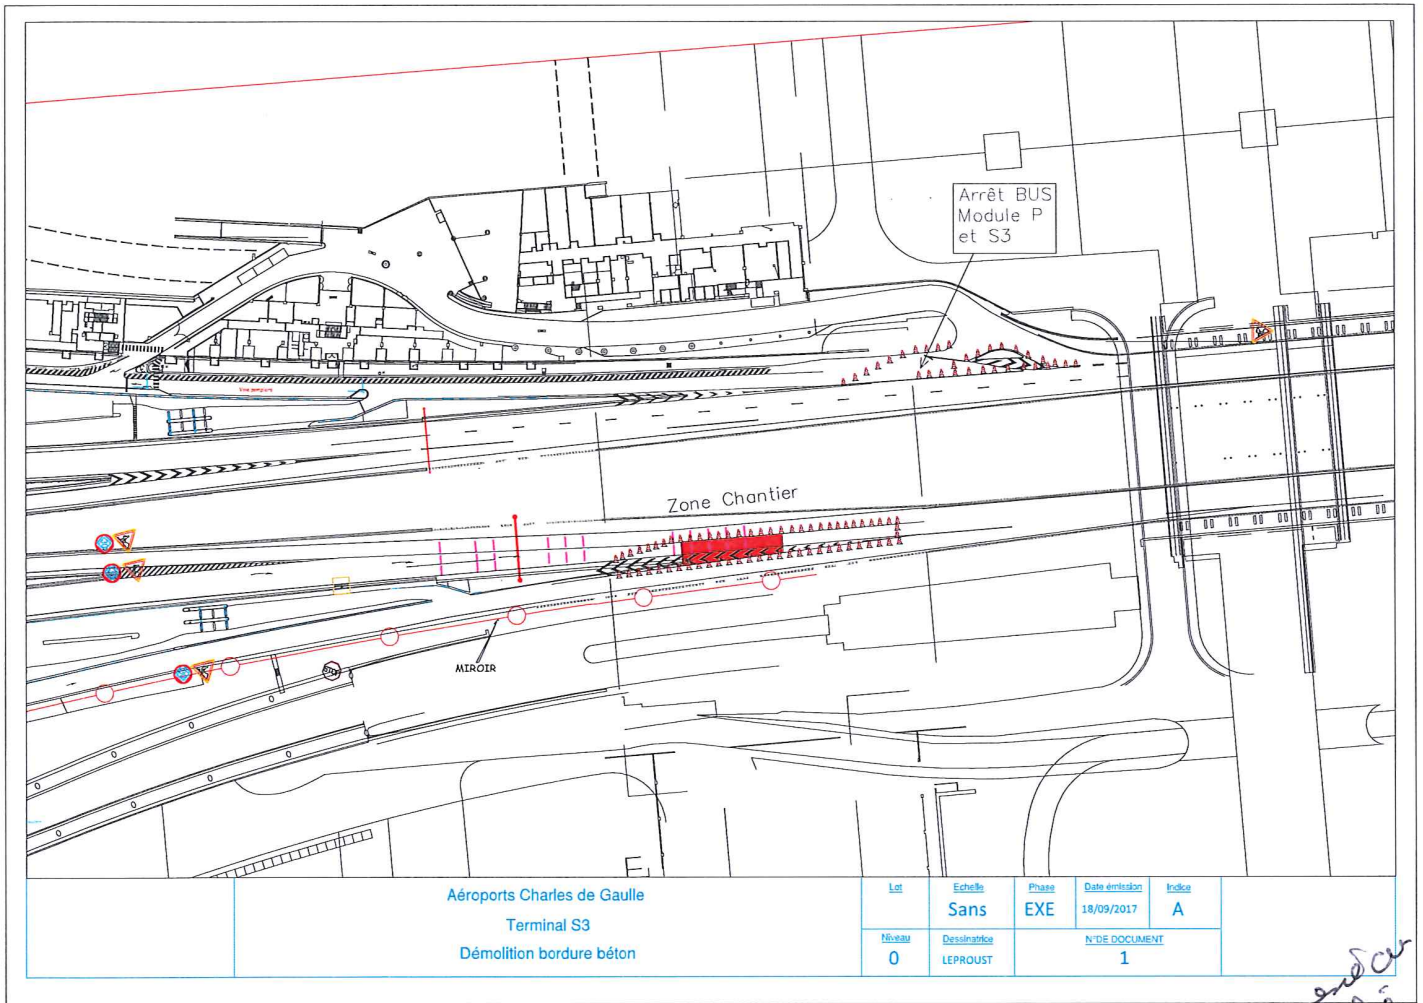 Arrêt BUS
Module P
et S3
Zone Chantier
MIROIR
Aéroports Charles de Gaulle
Terminal S3
Démolition bordure béton
Lot
Echelle
Sans
Phase
EXE
Date émission
18/09/2017
Indice
A
Niveau
0
Dessinatrice
LEPROUST
N°DE DOCUMENT
1